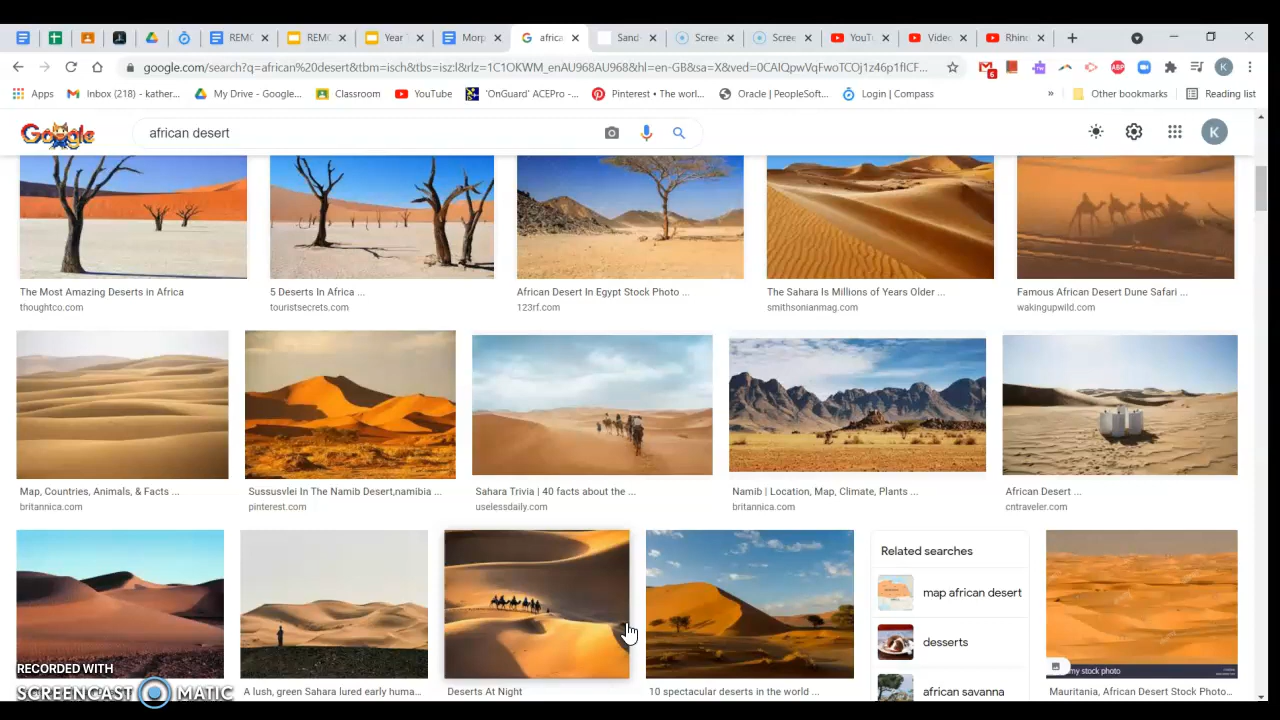 REMC
REMC
Year
Morp
africa
Sand-
Scree
Scree
YouTu
Video
Rhino
google.com/search?q=african%20desert&tbm=isch&tbs=isz:l&rlz=1C1OKWM_enAU968AU968&hl=en-GB&sa=X&ved=0CAIQpwVqFwoTCOj1z46p1fICF...
6
ABP
K
Apps
Inbox (218) - kather...
My Drive - Google...
Classroom
YouTube
'OnGuard' ACEPro -...
Pinterest • The worl...
Oracle | PeopleSoft...
Login | Compass
»
Other bookmarks
Reading list
Google
african desert
K
The Most Amazing Deserts in Africa
thoughtco.com
5 Deserts In Africa ...
touristsecrets.com
African Desert In Egypt Stock Photo ...
123rf.com
The Sahara Is Millions of Years Older ...
smithsonianmag.com
Famous African Desert Dune Safari ...
wakingupwild.com
Map, Countries, Animals, & Facts ...
britannica.com
Sussusvlei In The Namib Desert,namibia ...
pinterest.com
Sahara Trivia | 40 facts about the ...
uselessdaily.com
Namib | Location, Map, Climate, Plants ...
britannica.com
African Desert ...
cntraveler.com
Related searches
map african desert
desserts
african savanna
my stock photo
A lush, green Sahara lured early huma...
Deserts At Night
10 spectacular deserts in the world ...
Mauritania, African Desert Stock Photo...
RECORDED WITH
SCREENCAST MATIC